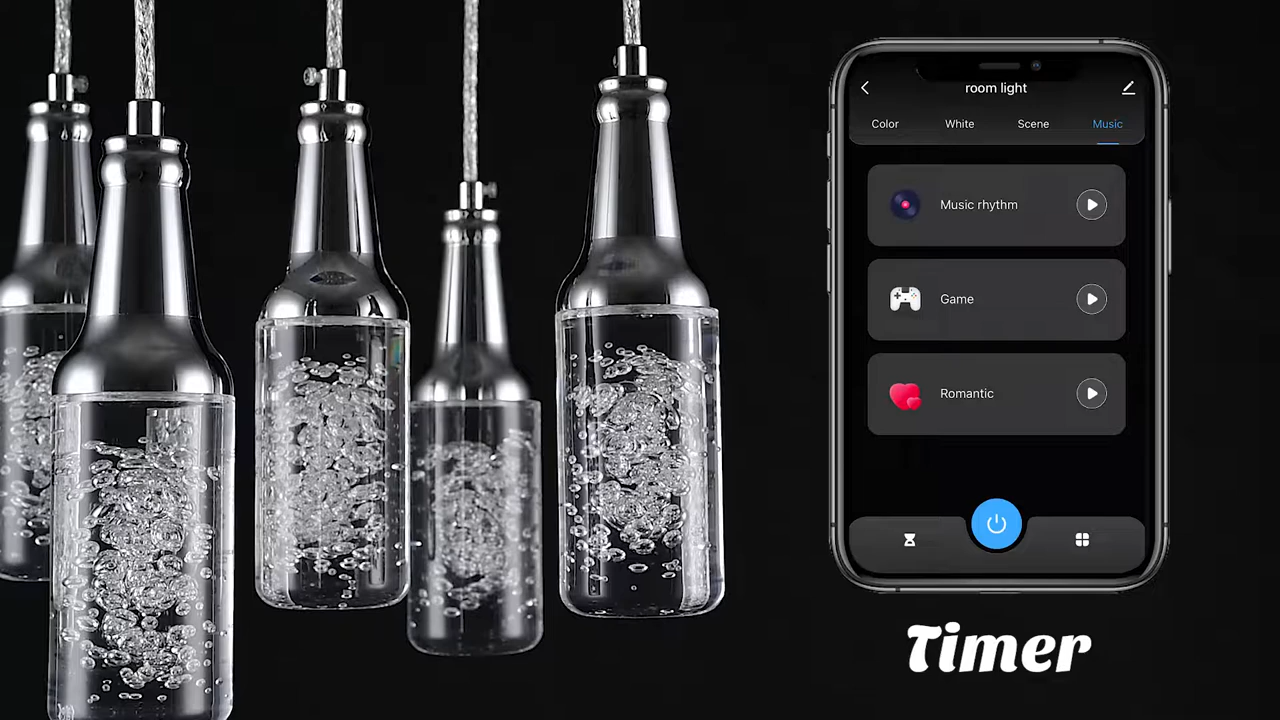 room light
Color White Scene Music
Music rhythm
Game
Romantic
Timer